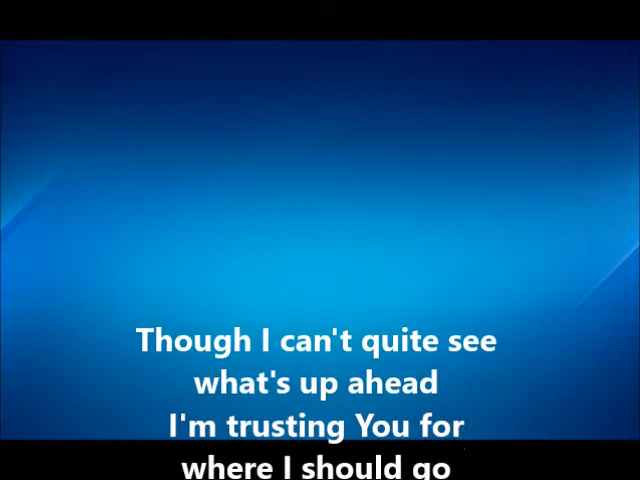 Though I can't quite see
what's up ahead
I'm trusting You for
where I should go